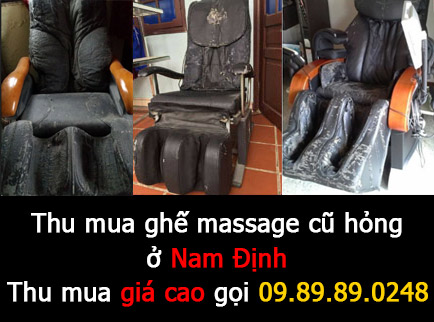 Thu mua ghế massage cũ hỏng
ở Nam Định
Thu mua giá cao gọi 09.89.89.0248